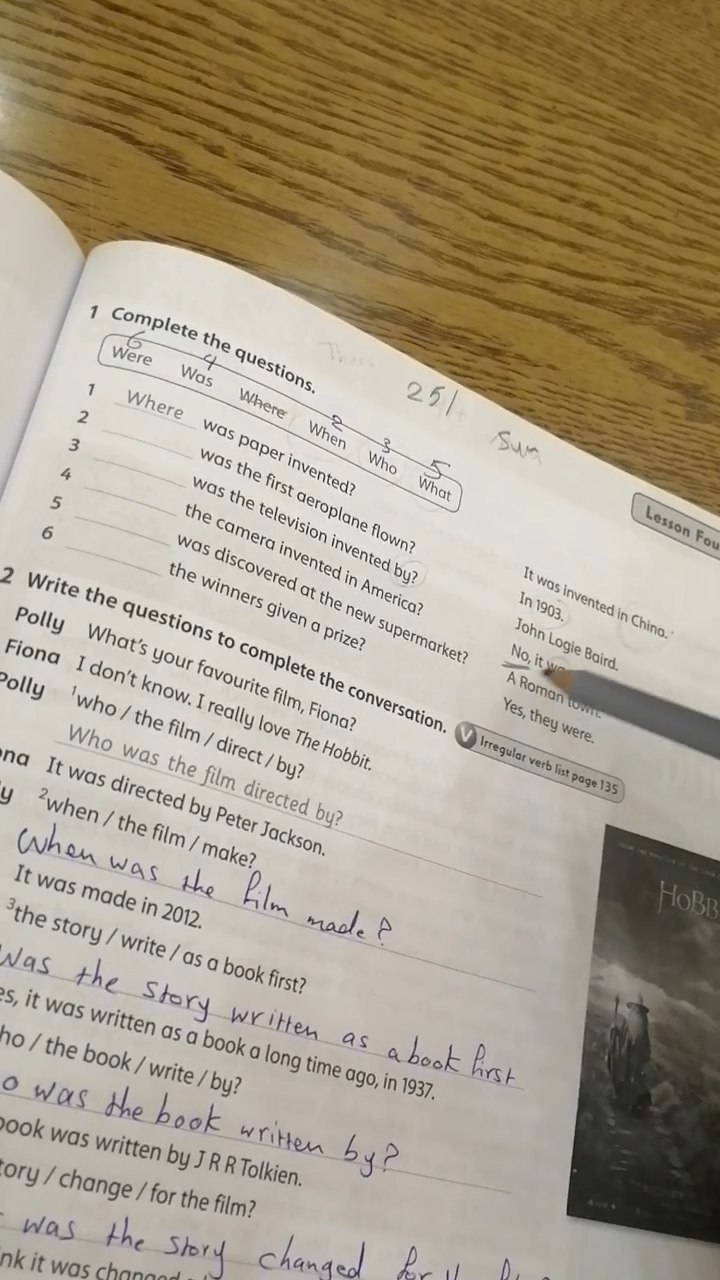 1 Complete the questions.
6 4 2 3 5
Were Was Where When Who What
25/
Sun
Lesson Fou
1 Where was paper invented? It was invented in China.
2 was the first aeroplane flown? In 1903.
3 was the television invented by? John Logie Baird.
4 the camera invented in America? No, it
5 was discovered at the new supermarket? A Roman town.
6 the winners given a prize? Yes, they were.
2 Write the questions to complete the conversation.
V Irregular verb list page 135
Polly What's your favourite film, Fiona?
Fiona I don't know. I really love The Hobbit.
Polly 1who / the film / direct / by?
Who was the film directed by?
ona It was directed by Peter Jackson.
y 2when / the film / make?
When was the film made?
It was made in 2012.
3the story / write / as a book first?
Was the story written as a book first
es, it was written as a book a long time ago, in 1937.
ho / the book / write / by?
o was the book written by?
book was written by J R R Tolkien.
tory / change / for the film?
was the story changed for
nk it was changed
HOBB